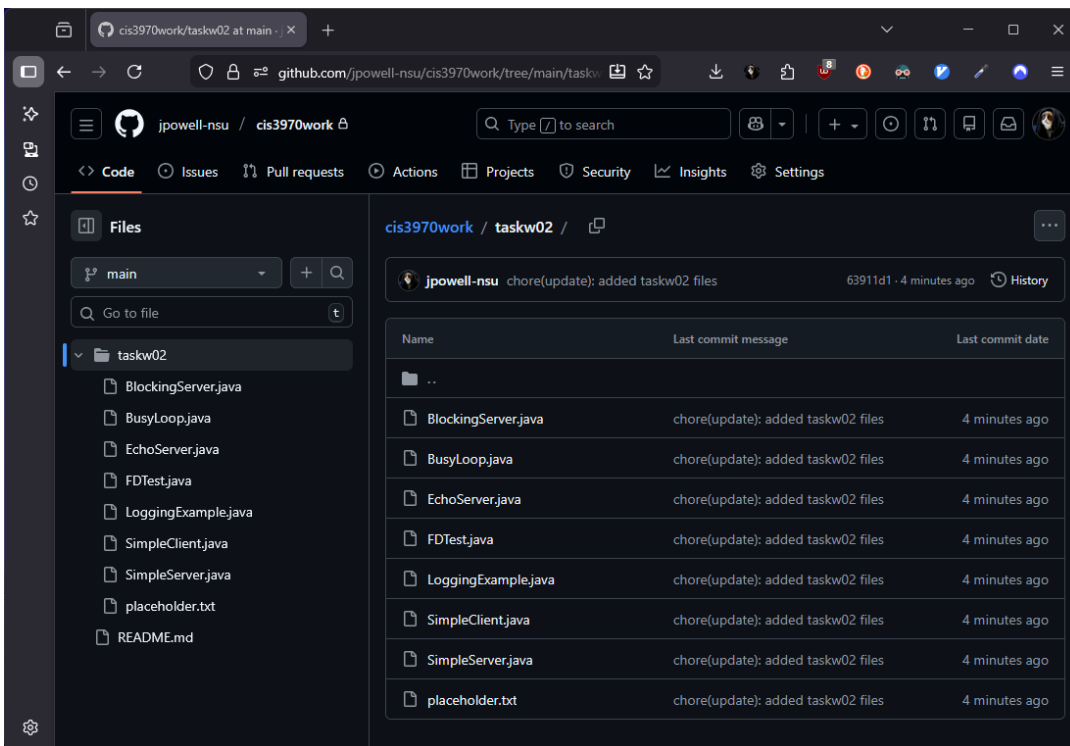 cis3970work/taskw02 at main · j
github.com/jpowell-nsu/cis3970work/tree/main/taskw
8
jpowell-nsu / cis3970work
Type / to search
Code Issues Pull requests Actions Projects Security Insights Settings
Files
main
Go to file t
taskw02
BlockingServer.java
BusyLoop.java
EchoServer.java
FDTest.java
LoggingExample.java
SimpleClient.java
SimpleServer.java
placeholder.txt
README.md
cis3970work / taskw02 /
jpowell-nsu chore(update): added taskw02 files 63911d1 · 4 minutes ago History
Name Last commit message Last commit date
..
BlockingServer.java chore(update): added taskw02 files 4 minutes ago
BusyLoop.java chore(update): added taskw02 files 4 minutes ago
EchoServer.java chore(update): added taskw02 files 4 minutes ago
FDTest.java chore(update): added taskw02 files 4 minutes ago
LoggingExample.java chore(update): added taskw02 files 4 minutes ago
SimpleClient.java chore(update): added taskw02 files 4 minutes ago
SimpleServer.java chore(update): added taskw02 files 4 minutes ago
placeholder.txt chore(update): added taskw02 files 4 minutes ago